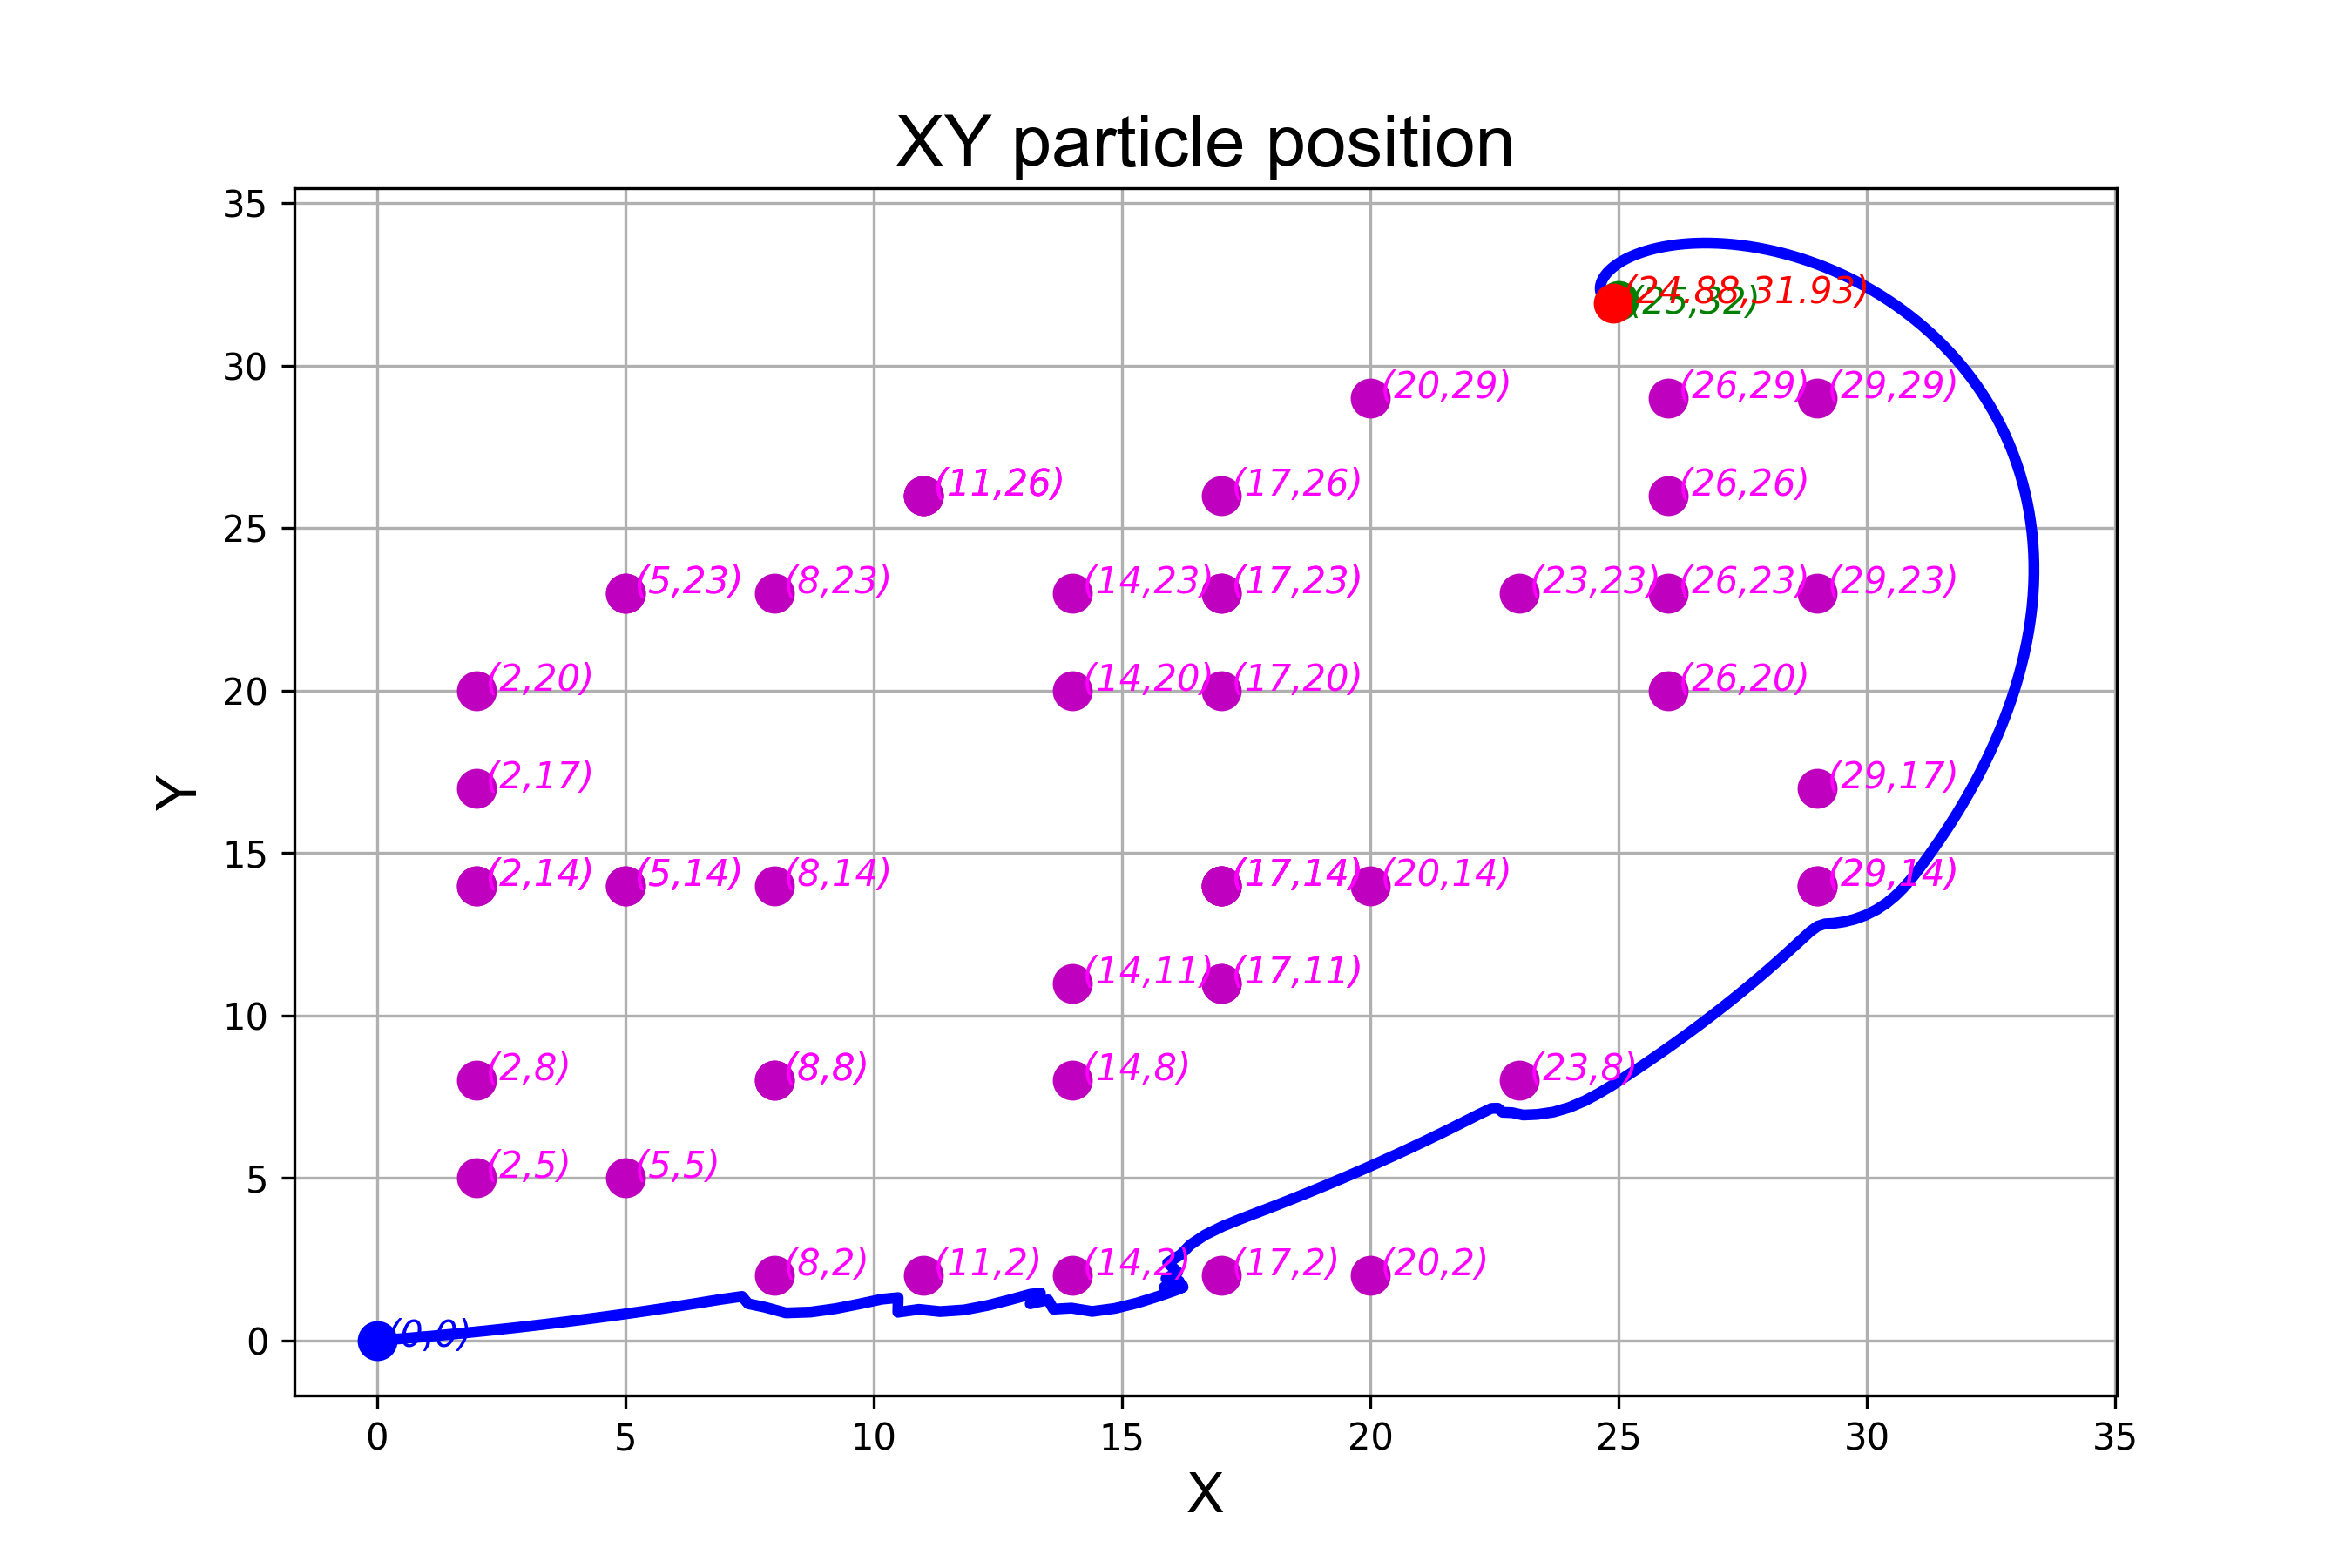 XY particle position
35
(24.88,31.93)
(25,32)
30
(20,29) (26,29) (29,29)
(11,26) (17,26) (26,26)
25
(5,23) (8,23) (14,23) (17,23) (23,23) (26,23) (29,23)
20
(2,20) (14,20) (17,20) (26,20)
(2,17) (29,17)
Y
15
(2,14) (5,14) (8,14) (17,14) (20,14) (29,14)
(14,11) (17,11)
10
(2,8) (8,8) (14,8) (23,8)
5
(2,5) (5,5)
(8,2) (11,2) (14,2) (17,2) (20,2)
0
(0,0)
0 5 10 15 20 25 30 35
X